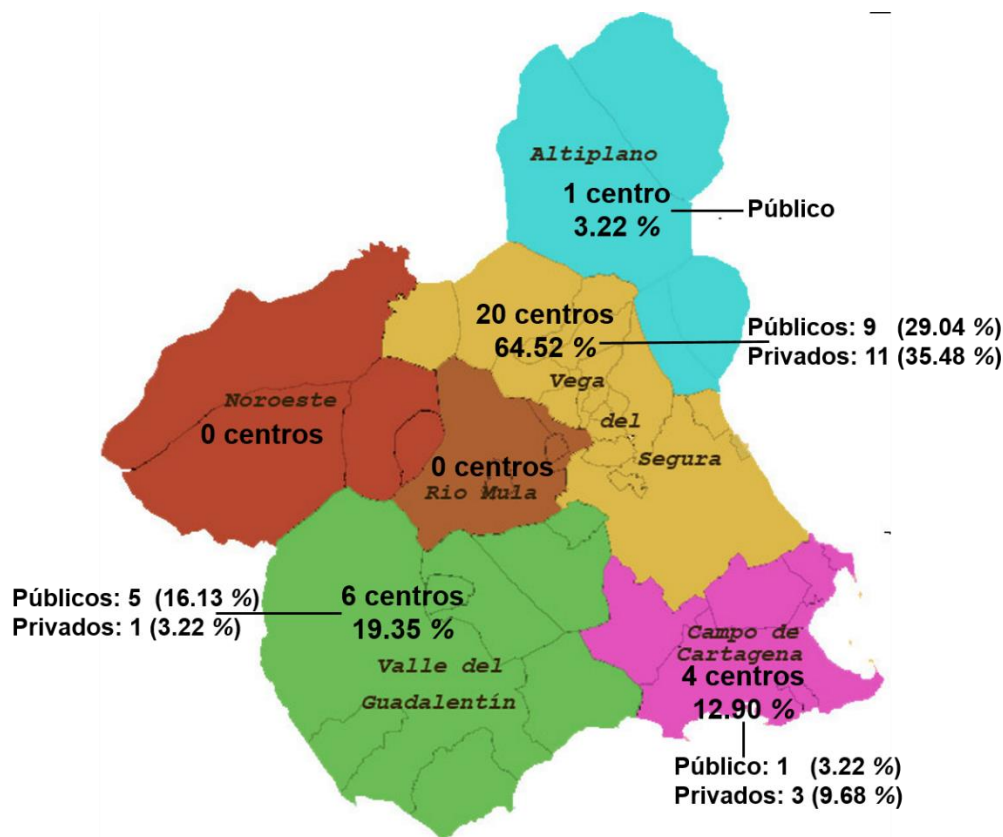 Altiplano
1 centro
3.22 %
Público
20 centros
64.52 %
Públicos: 9 (29.04 %)
Privados: 11 (35.48 %)
Vega
del
Segura
Noroeste
0 centros
0 centros
Rio Mula
Públicos: 5 (16.13 %)
Privados: 1 (3.22 %)
6 centros
19.35 %
Valle del
Guadalentín
Campo de
Cartagena
4 centros
12.90 %
Público: 1 (3.22 %)
Privados: 3 (9.68 %)